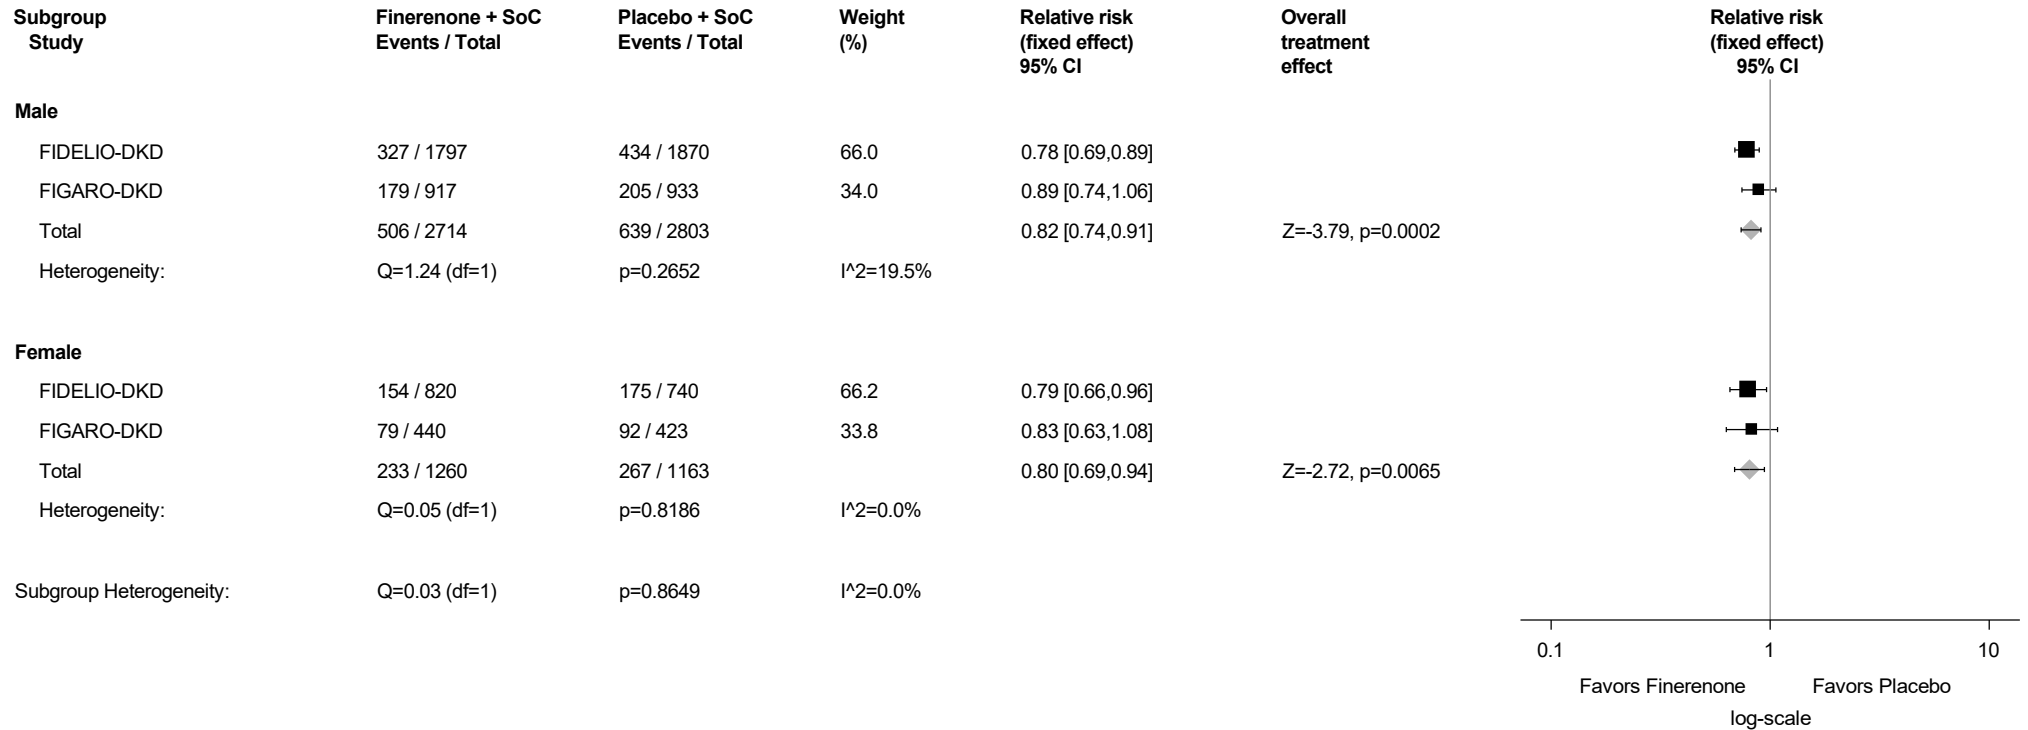 Subgroup Finerenone + SoC Placebo + SoC Weight Relative risk Overall Relative risk
Study Events / Total Events / Total (%) (fixed effect) treatment (fixed effect)
95% CI effect 95% CI
Male
FIDELIO-DKD 327 / 1797 434 / 1870 66.0 0.78 [0.69,0.89]
FIGARO-DKD 179 / 917 205 / 933 34.0 0.89 [0.74,1.06]
Total 506 / 2714 639 / 2803 0.82 [0.74,0.91] Z=-3.79, p=0.0002
Heterogeneity: Q=1.24 (df=1) p=0.2652 I^2=19.5%
Female
FIDELIO-DKD 154 / 820 175 / 740 66.2 0.79 [0.66,0.96]
FIGARO-DKD 79 / 440 92 / 423 33.8 0.83 [0.63,1.08]
Total 233 / 1260 267 / 1163 0.80 [0.69,0.94] Z=-2.72, p=0.0065
Heterogeneity: Q=0.05 (df=1) p=0.8186 I^2=0.0%
Subgroup Heterogeneity: Q=0.03 (df=1) p=0.8649 I^2=0.0%
0.1 1 10
Favors Finerenone Favors Placebo
log-scale